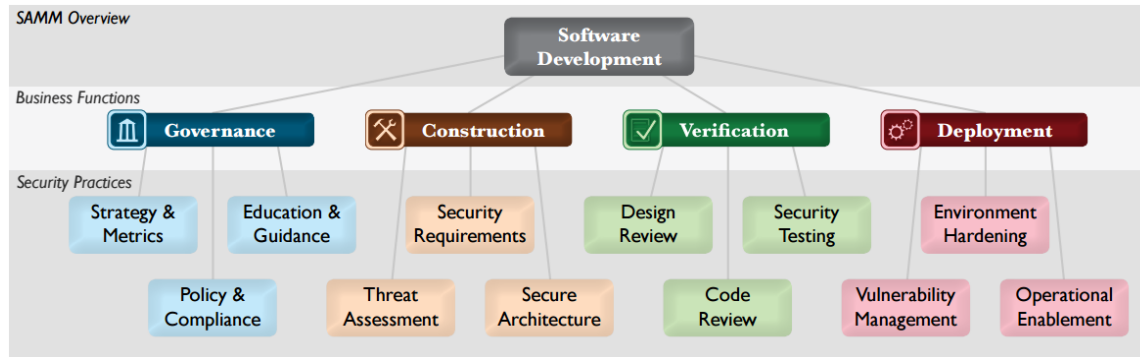 SAMM Overview
Software
Development
Business Functions
Governance
Construction
Verification
Deployment
Security Practices
Strategy &
Metrics
Education &
Guidance
Security
Requirements
Design
Review
Security
Testing
Environment
Hardening
Policy &
Compliance
Threat
Assessment
Secure
Architecture
Code
Review
Vulnerability
Management
Operational
Enablement